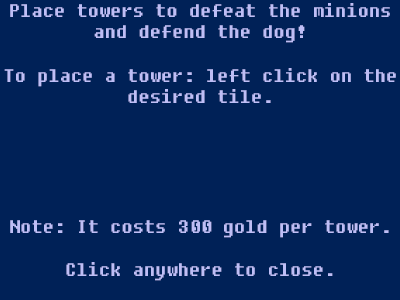 Place towers to defeat the minions
and defend the dog!
To place a tower: left click on the
desired tile.
Note: It costs 300 gold per tower.
Click anywhere to close.